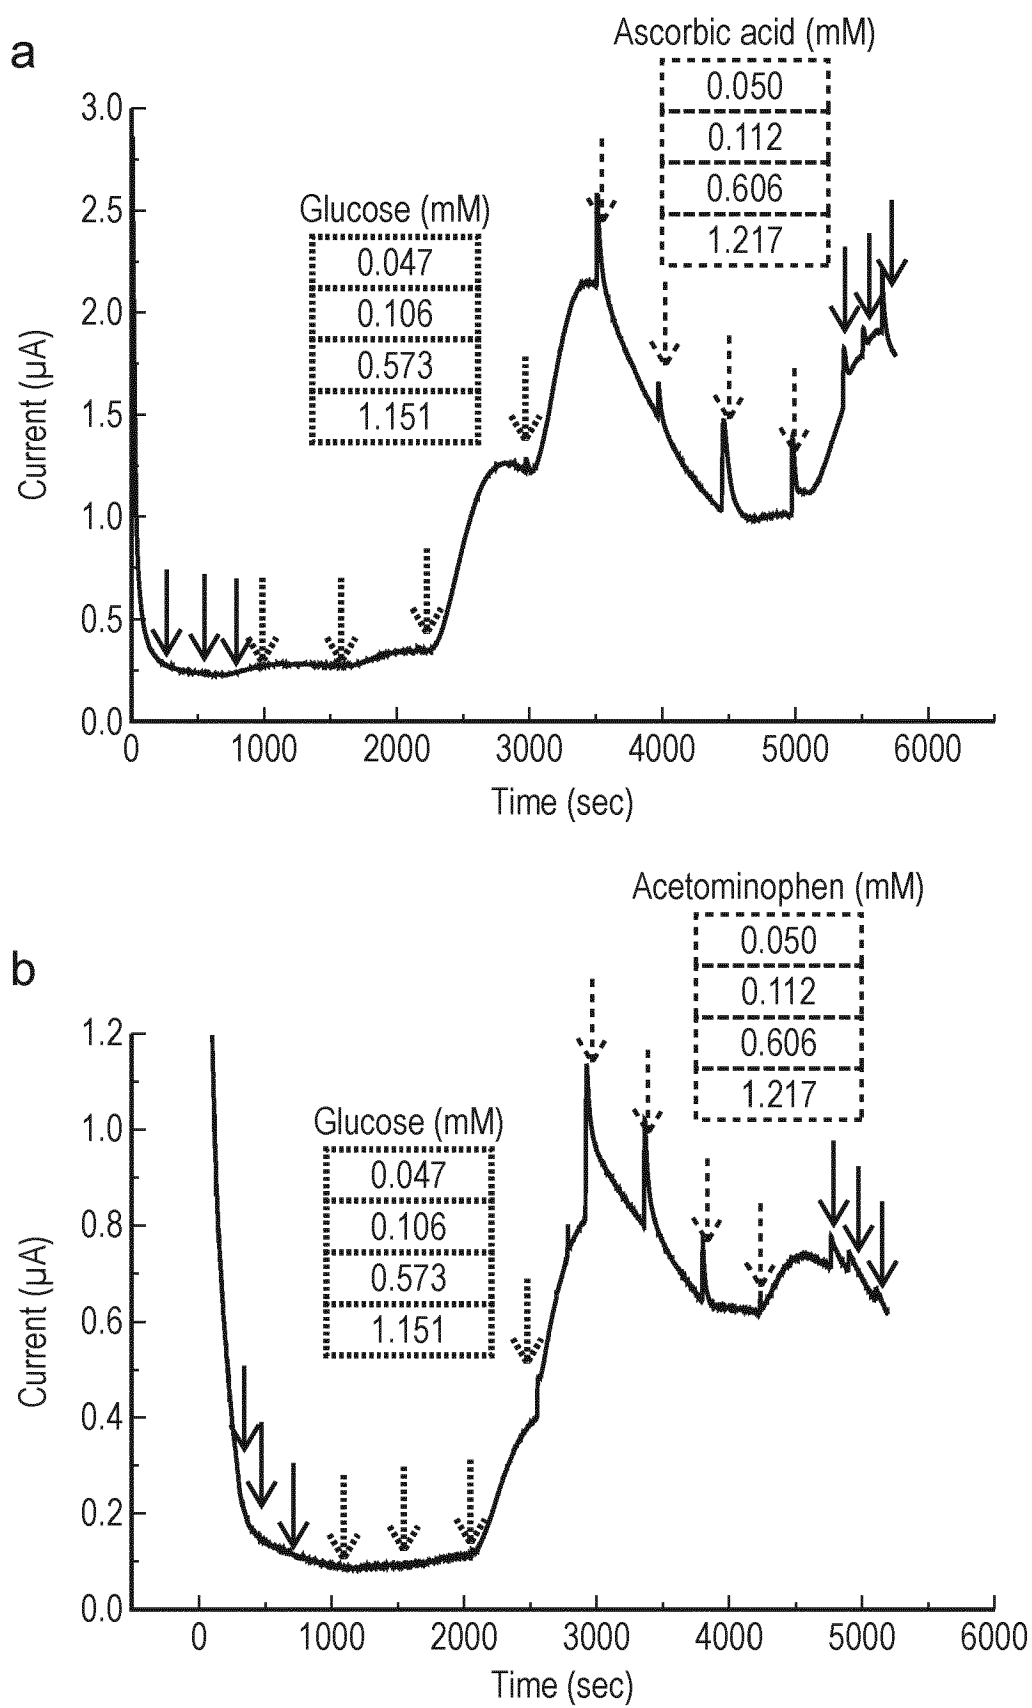 a
Ascorbic acid (mM)
0.050
0.112
0.606
1.217
Glucose (mM)
0.047
0.106
0.573
1.151
3.0
2.5
2.0
1.5
1.0
0.5
0.0
Current (µA)
0 1000 2000 3000 4000 5000 6000
Time (sec)
b
Acetominophen (mM)
0.050
0.112
0.606
1.217
Glucose (mM)
0.047
0.106
0.573
1.151
1.2
1.0
0.8
0.6
0.4
0.2
0.0
Current (µA)
0 1000 2000 3000 4000 5000 6000
Time (sec)